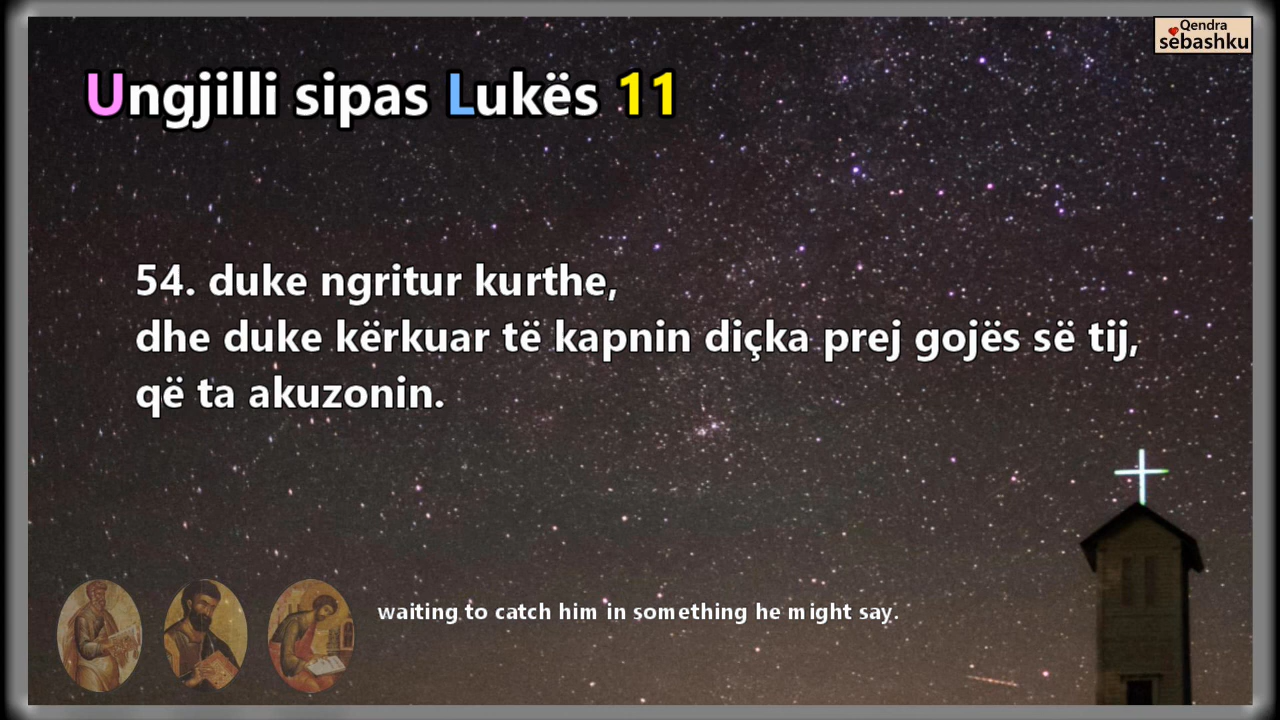 Qendra
sëbashku
Ungjilli sipas Lukës 11
54. duke ngritur kurthe,
dhe duke kërkuar të kapnin diçka prej gojës së tij,
që ta akuzonin.
waiting to catch him in something he might say.